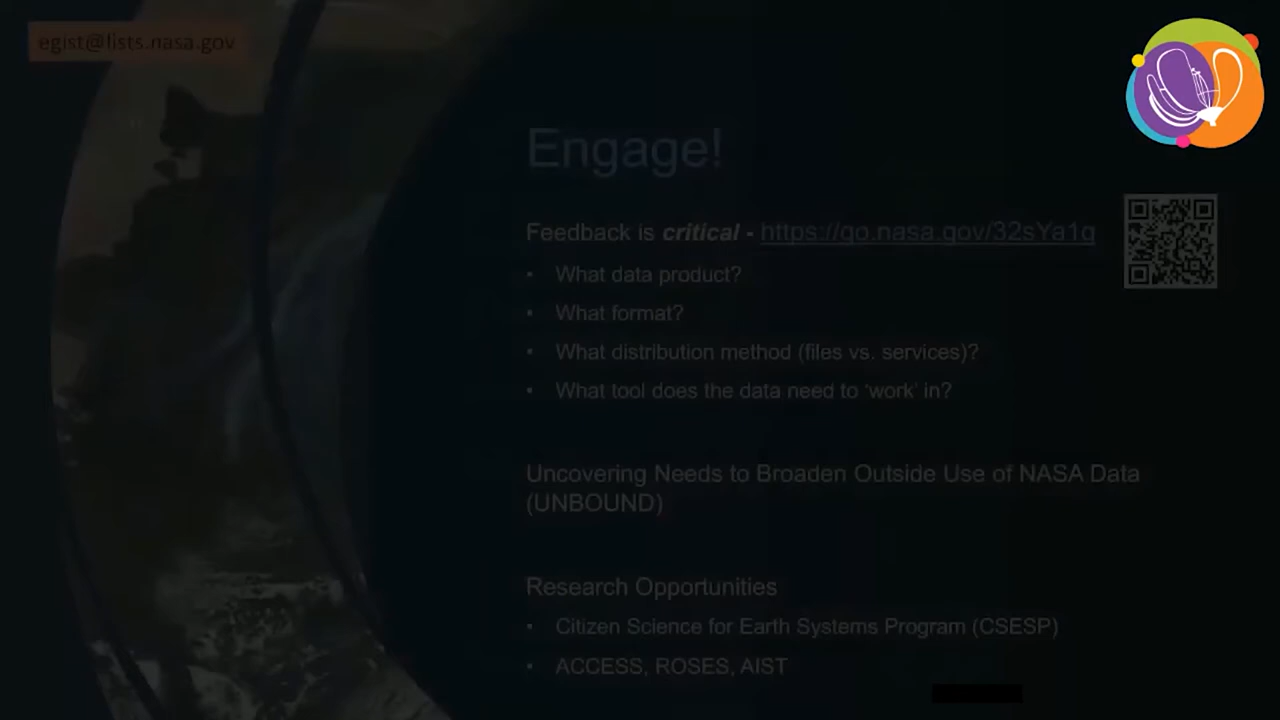 egist@lists.nasa.gov
Engage!
Feedback is critical - https://go.nasa.gov/32sYa1q
• What data product?
• What format?
• What distribution method (files vs. services)?
• What tool does the data need to ‘work’ in?
Uncovering Needs to Broaden Outside Use of NASA Data
(UNBOUND)
Research Opportunities
• Citizen Science for Earth Systems Program (CSESP)
• ACCESS, ROSES, AIST